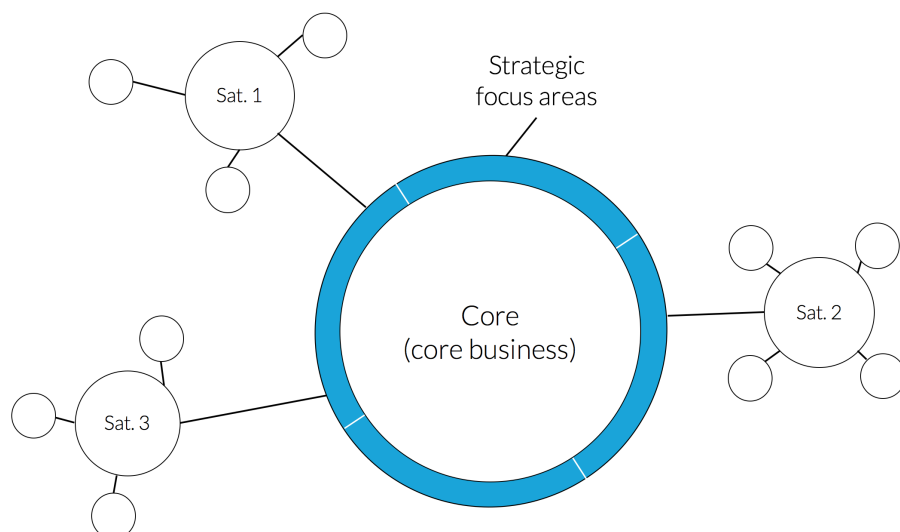 Sat. 1
Strategic
focus areas
Core
(core business)
Sat. 2
Sat. 3